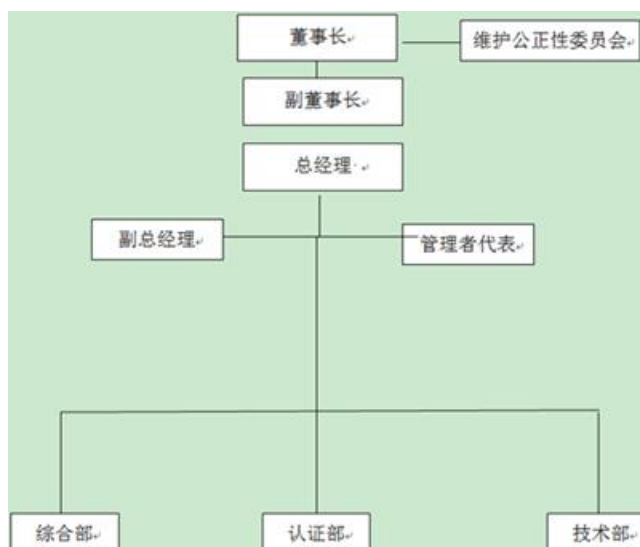 董事长
维护公正性委员会
副董事长
总经理
副总经理
管理者代表
综合部
认证部
技术部